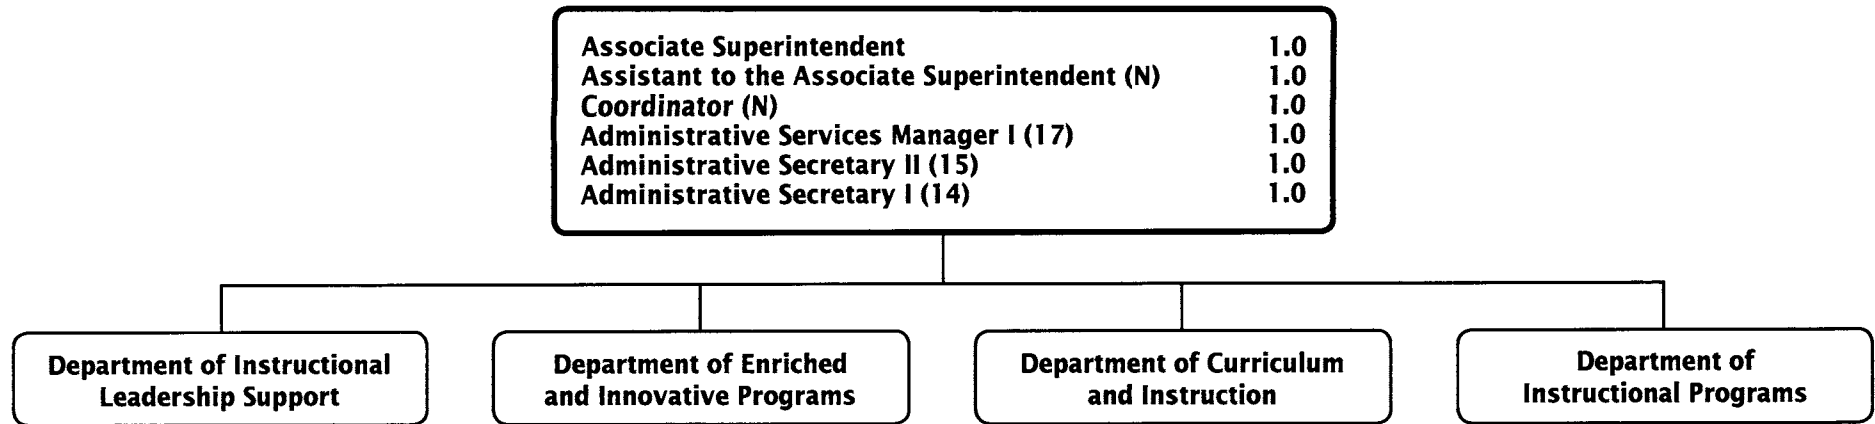 Associate Superintendent 1.0
Assistant to the Associate Superintendent (N) 1.0
Coordinator (N) 1.0
Administrative Services Manager I (17) 1.0
Administrative Secretary II (15) 1.0
Administrative Secretary I (14) 1.0
Department of Instructional
Leadership Support
Department of Enriched
and Innovative Programs
Department of Curriculum
and Instruction
Department of
Instructional Programs